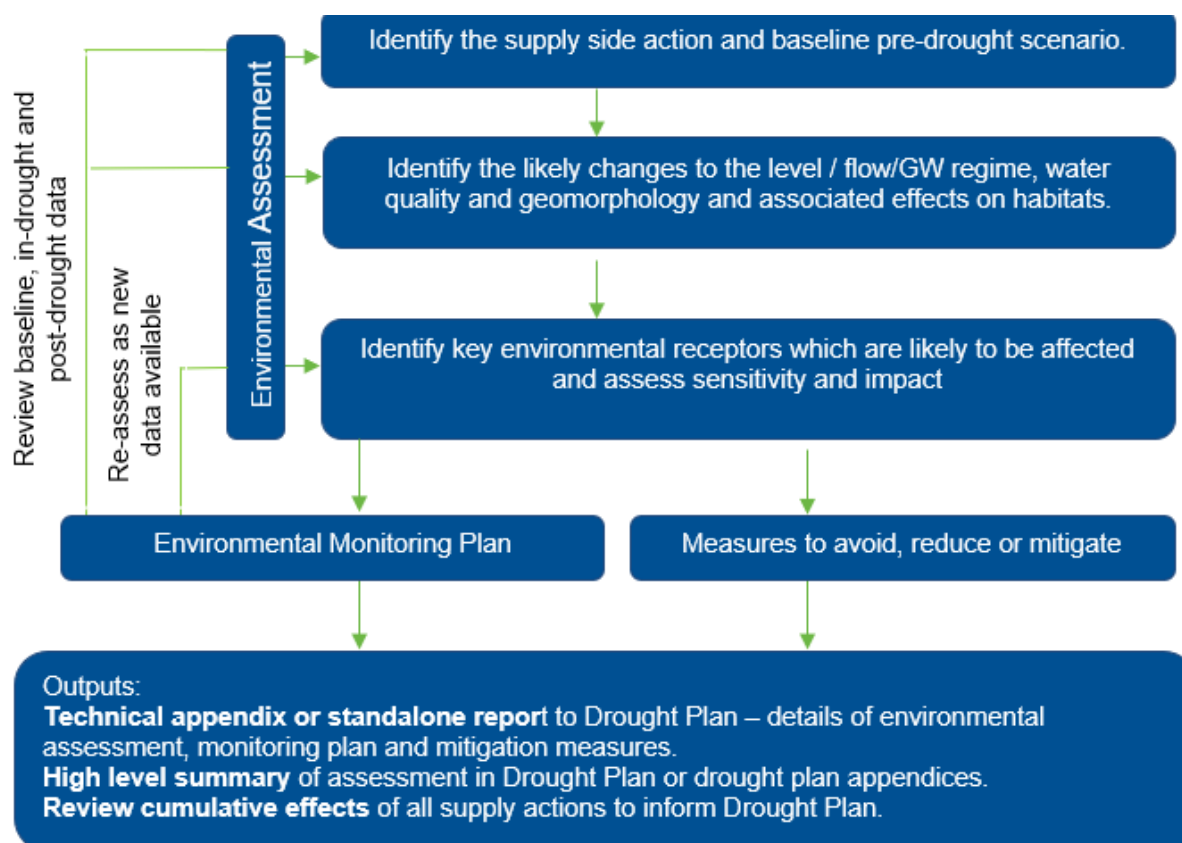 Identify the supply side action and baseline pre-drought scenario.
Environmental Assessment
Identify the likely changes to the level / flow/GW regime, water
quality and geomorphology and associated effects on habitats.
Review baseline, in-drought and
post-drought data
Re-assess as new
data available
Identify key environmental receptors which are likely to be affected
and assess sensitivity and impact
Environmental Monitoring Plan
Measures to avoid, reduce or mitigate
Outputs:
Technical appendix or standalone report to Drought Plan – details of environmental
assessment, monitoring plan and mitigation measures.
High level summary of assessment in Drought Plan or drought plan appendices.
Review cumulative effects of all supply actions to inform Drought Plan.